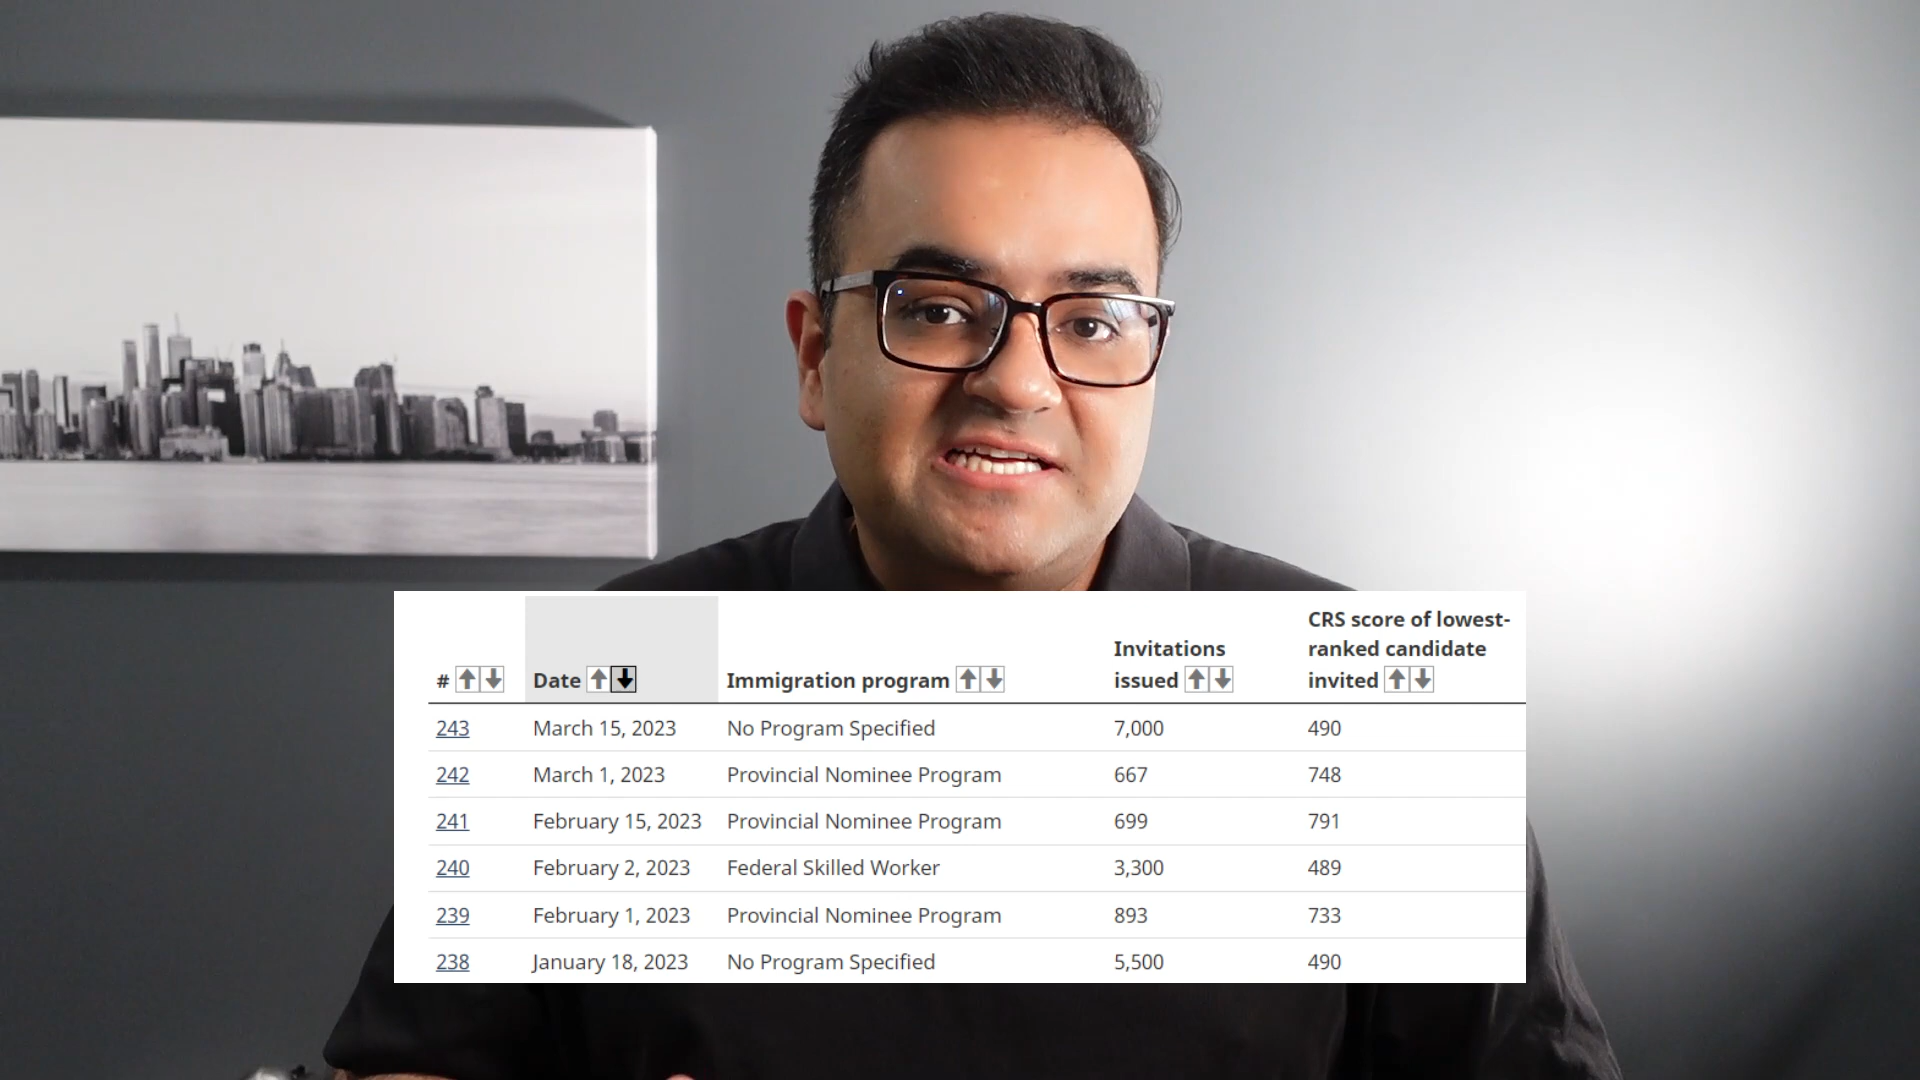 # Date Immigration program Invitations issued CRS score of lowest-ranked candidate invited
243 March 15, 2023 No Program Specified 7,000 490
242 March 1, 2023 Provincial Nominee Program 667 748
241 February 15, 2023 Provincial Nominee Program 699 791
240 February 2, 2023 Federal Skilled Worker 3,300 489
239 February 1, 2023 Provincial Nominee Program 893 733
238 January 18, 2023 No Program Specified 5,500 490